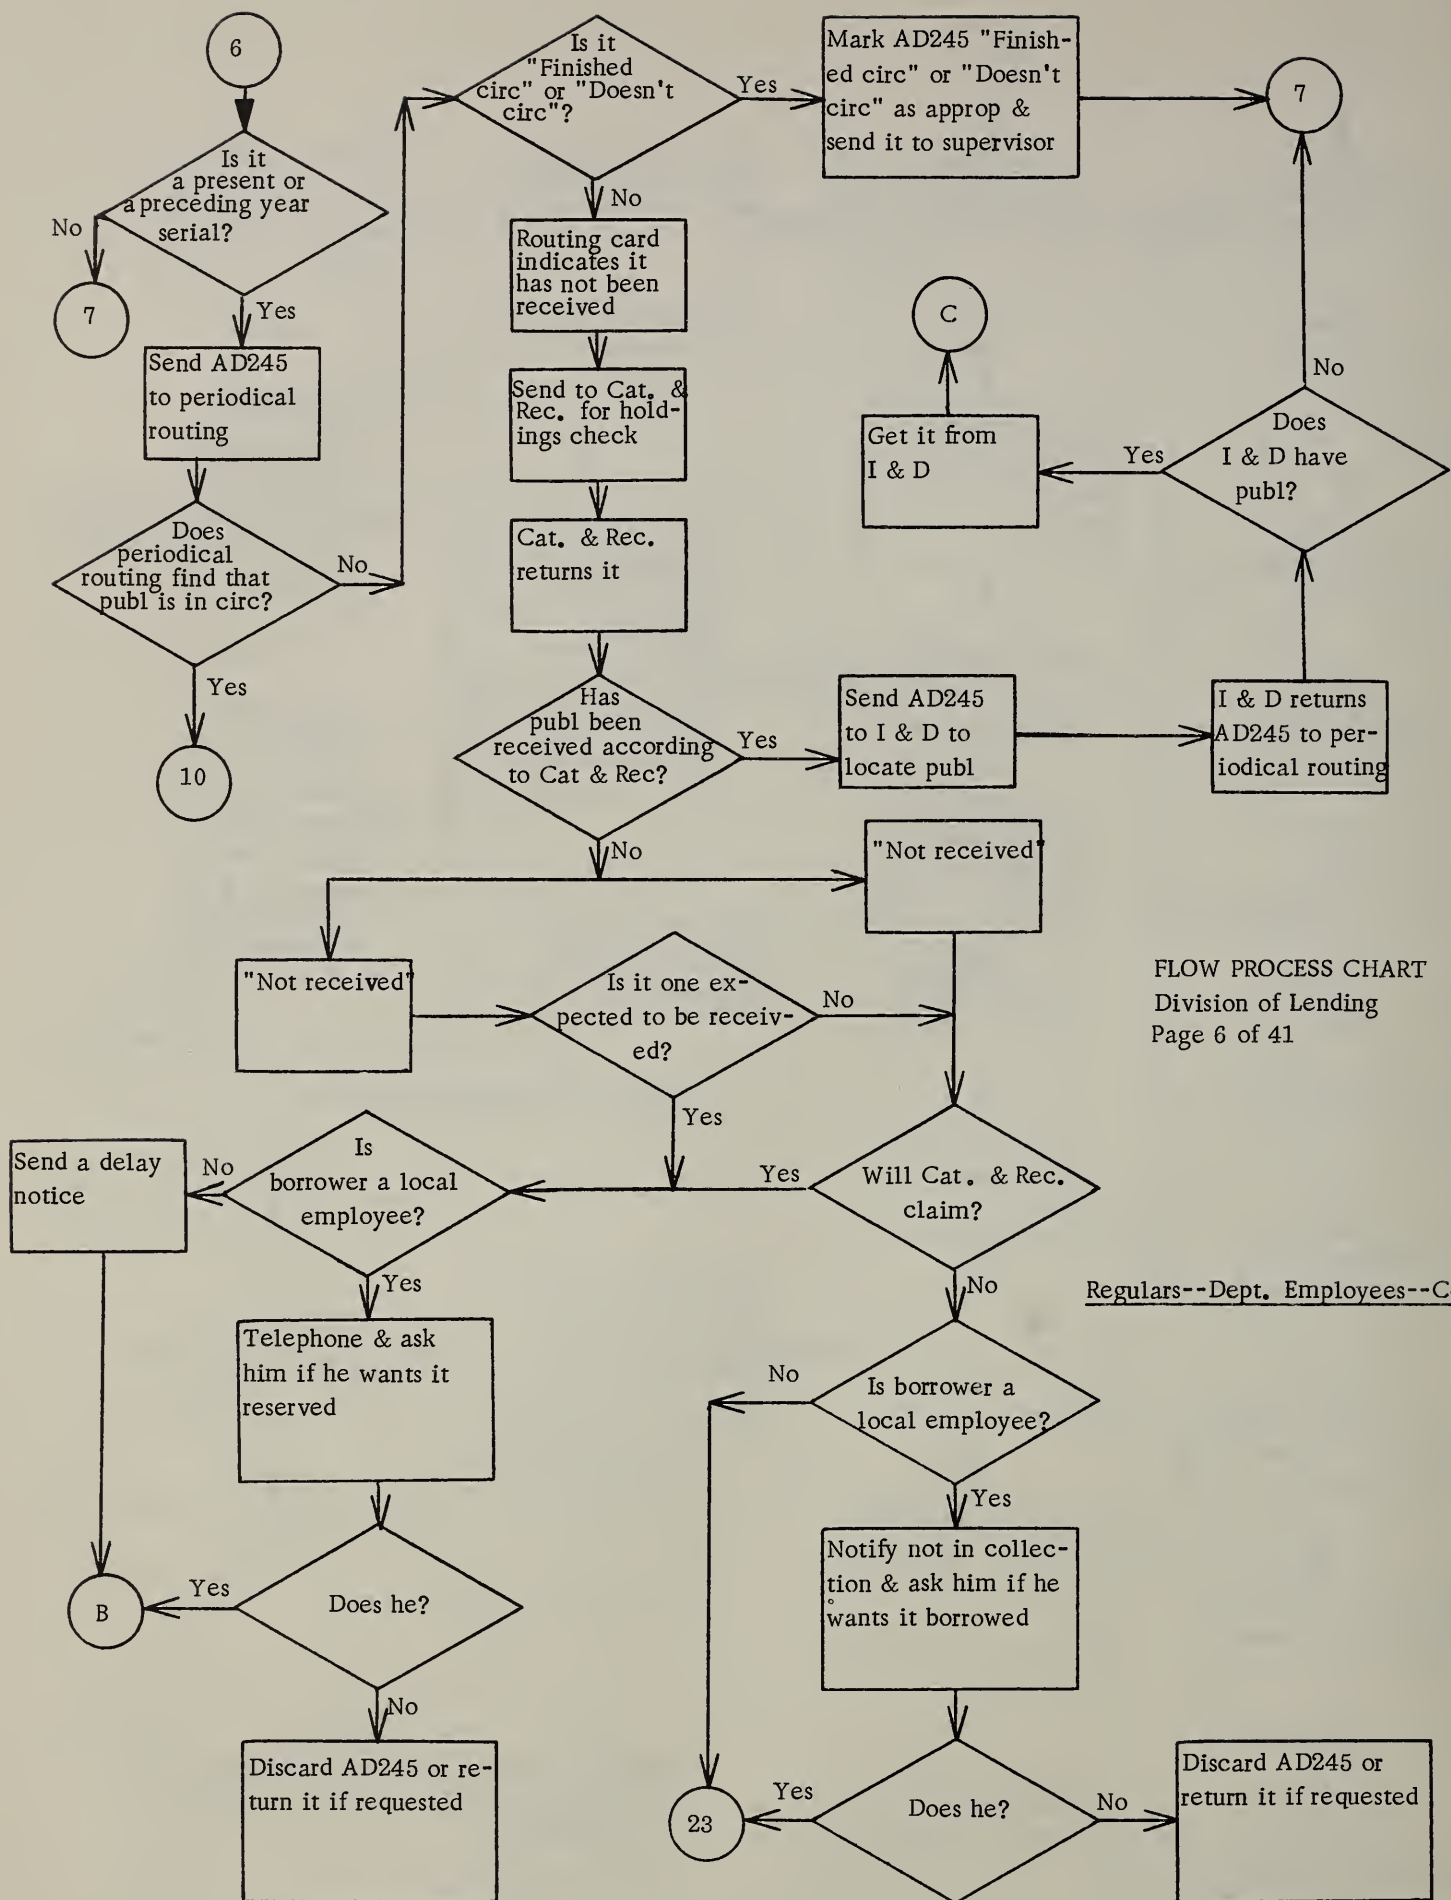 6
Is it
a present or
a preceding year
serial?
No
7
Yes
Send AD245
to periodical
routing
Does
periodical
routing find that
publ is in circ?
No
Yes
10
Is it
"Finished
circ" or "Doesn't
circ"?
Yes
Mark AD245 "Finish-
ed circ" or "Doesn't
circ" as approp &
send it to supervisor
7
No
Routing card
indicates it
has not been
received
Send to Cat. &
Rec. for hold-
ings check
Cat. & Rec.
returns it
Has
publ been
received according
to Cat & Rec?
Yes
Send AD245
to I & D to
locate publ
I & D returns
AD245 to per-
iodical routing
Does
I & D have
publ?
No
Yes
Get it from
I & D
C
No
"Not received"
"Not received"
Is it one ex-
pected to be receiv-
ed?
No
Yes
FLOW PROCESS CHART
Division of Lending
Page 6 of 41
Will Cat. & Rec.
claim?
Yes
Is
borrower a local
employee?
No
Send a delay
notice
Yes
Telephone & ask
him if he wants it
reserved
Does he?
Yes
B
No
Discard AD245 or re-
turn it if requested
No
Regulars--Dept. Employees--C
Is borrower a
local employee?
No
Yes
Notify not in collec-
tion & ask him if he
wants it borrowed
Does he?
Yes
23
No
Discard AD245 or
return it if requested